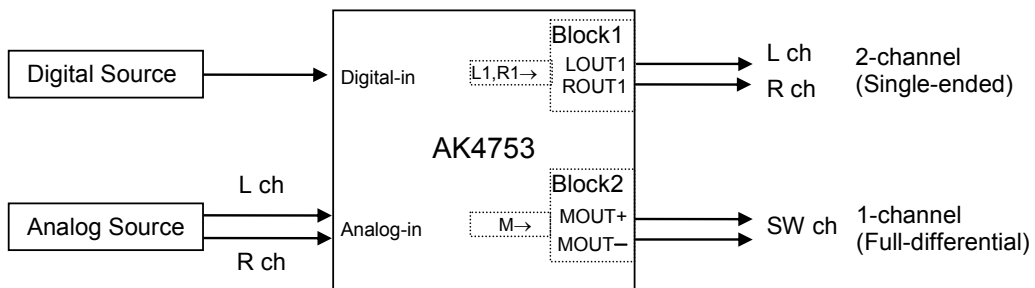 Block1
Digital Source
Digital-in
L1,R1→
LOUT1
ROUT1
L ch
R ch
2-channel
(Single-ended)
AK4753
Analog Source
L ch
R ch
Analog-in
Block2
M→
MOUT+
MOUT−
SW ch
1-channel
(Full-differential)